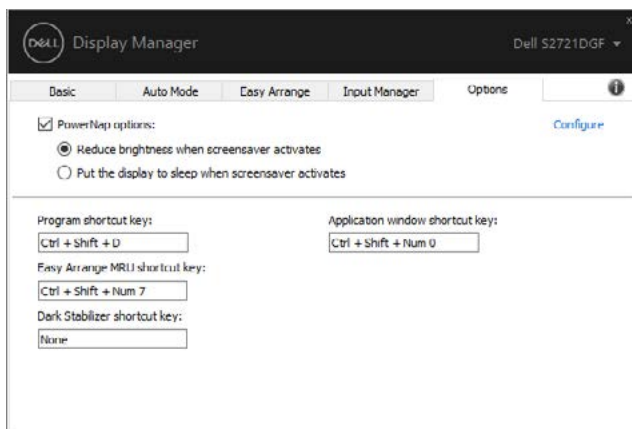 DELL Display Manager
Dell S2721DGF
Basic Auto Mode Easy Arrange Input Manager Options
PowerNap options:
Configure
Reduce brightness when screensaver activates
Put the display to sleep when screensaver activates
Program shortcut key:
Application window shortcut key:
Ctrl + Shift + D
Ctrl + Shift + Num 0
Easy Arrange MRU shortcut key:
Ctrl + Shift + Num 7
Dark Stabilizer shortcut key:
None